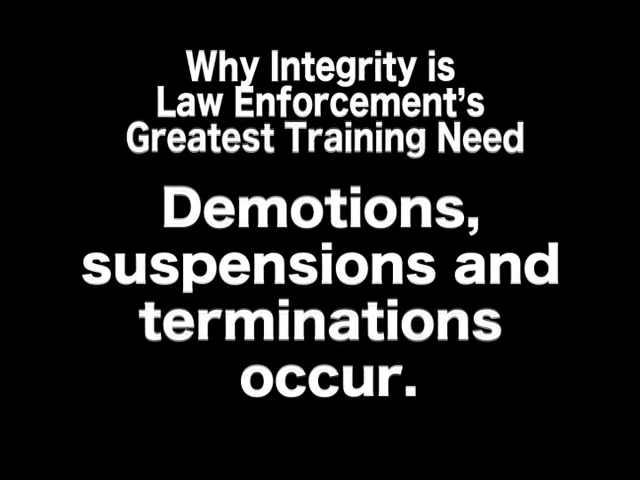 Why Integrity is
Law Enforcement's
Greatest Training Need
Demotions,
suspensions and
terminations
occur.